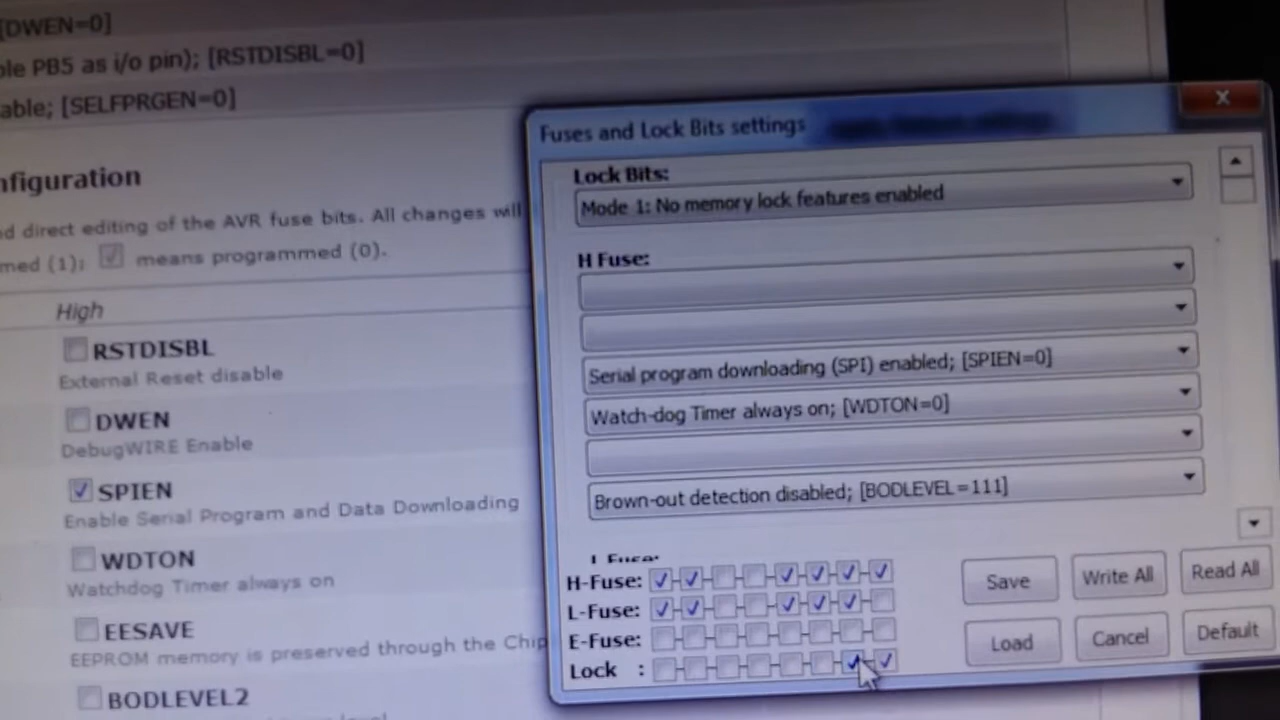 [DWEN=0]
ble PB5 as i/o pin); [RSTDISBL=0]
able; [SELFPRGEN=0]
nfiguration
d direct editing of the AVR fuse bits. All changes will
med (1); means programmed (0).
High
RSTDISBL
External Reset disable
DWEN
DebugWIRE Enable
SPIEN
Enable Serial Program and Data Downloading
WDTON
Watchdog Timer always on
EESAVE
EEPROM memory is preserved through the Chip
BODLEVEL2
Fuses and Lock Bits settings
Lock Bits:
Mode 1: No memory lock features enabled
H Fuse:
Serial program downloading (SPI) enabled; [SPIEN=0]
Watch-dog Timer always on; [WDTON=0]
Brown-out detection disabled; [BODLEVEL=111]
L Fuse:
H-Fuse:
L-Fuse:
E-Fuse:
Lock :
Save
Write All
Read All
Load
Cancel
Default